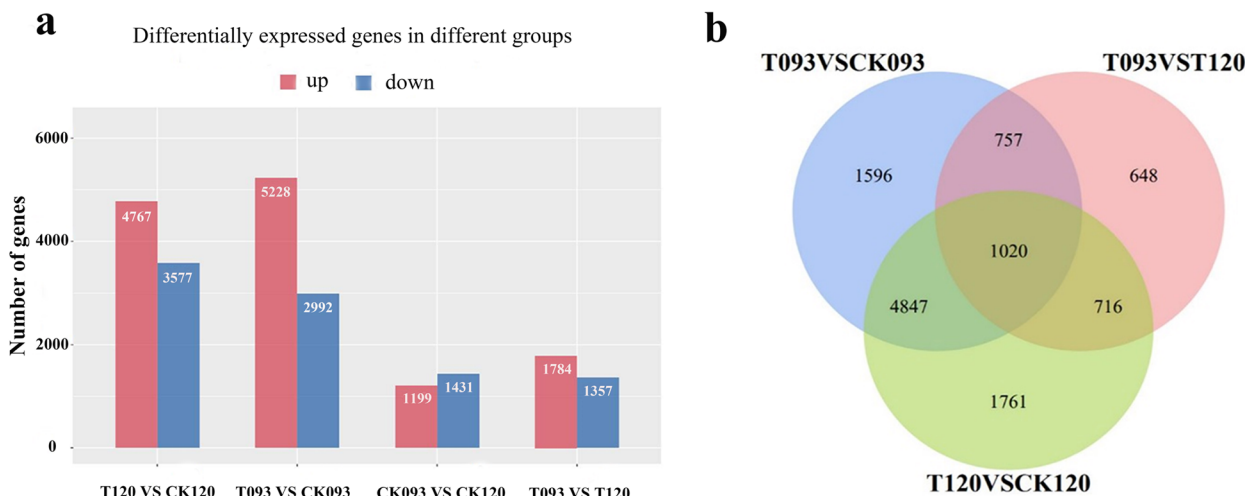 a
Differentially expressed genes in different groups
up
down
Number of genes
6000
4000
2000
0
4767
3577
5228
2992
1199
1431
1784
1357
T120 VS CK120
T093 VS CK093
CK093 VS CK120
T093 VS T120
b
T093VSCK093
T093VST120
757
1596
648
1020
4847
716
1761
T120VSCK120